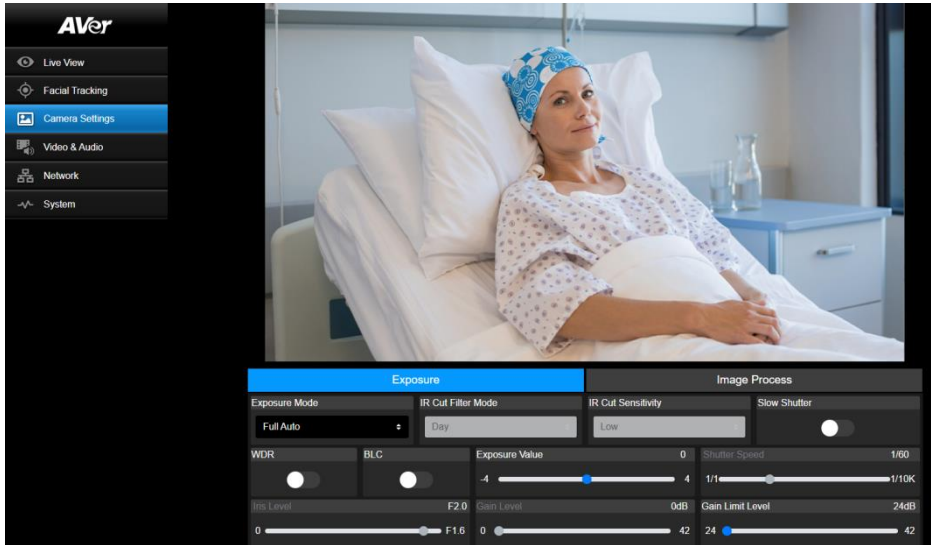 AVer
Live View
Facial Tracking
Camera Settings
Video & Audio
Network
System
Exposure
Image Process
Exposure Mode
IR Cut Filter Mode
IR Cut Sensitivity
Slow Shutter
Full Auto
Day
Low
WDR
BLC
Exposure Value 0
Shutter Speed 1/60
-4 4
1/1 1/10K
Iris Level F2.0
Gain Level 0dB
Gain Limit Level 24dB
0 F1.6
0 42
24 42